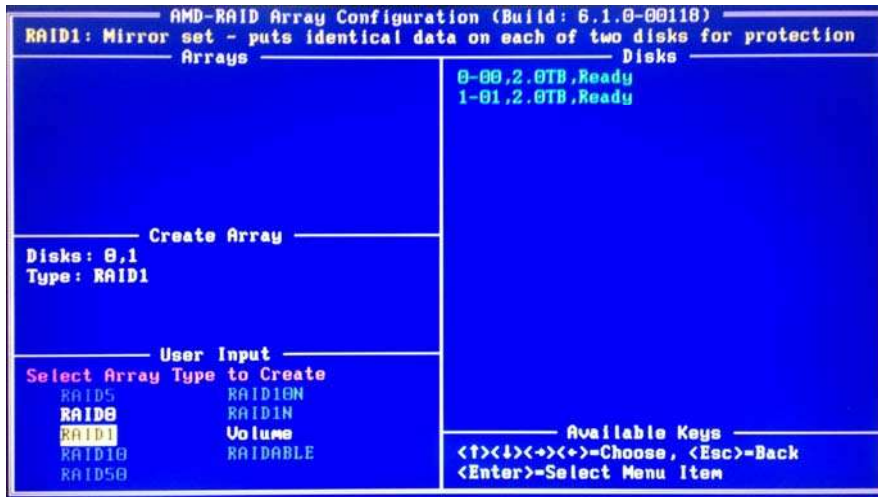 AMD-RAID Array Configuration (Build: 6.1.0-00118)
RAID1: Mirror set - puts identical data on each of two disks for protection
Arrays
Disks
0-00,2.0TB,Ready
1-01,2.0TB,Ready
Create Array
Disks: 0,1
Type: RAID1
User Input
Select Array Type to Create
RAID5 RAID10N
RAID0 RAID1N
RAID1 Volume
RAID10 RAIDABLE
RAID50
Available Keys
<↑><↓><→><←>=Choose, <Esc>=Back
<Enter>=Select Menu Item